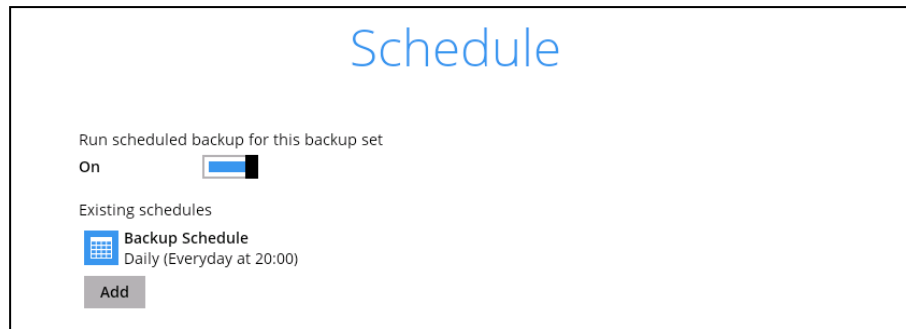 Schedule
Run scheduled backup for this backup set
On
Existing schedules
Backup Schedule
Daily (Everyday at 20:00)
Add